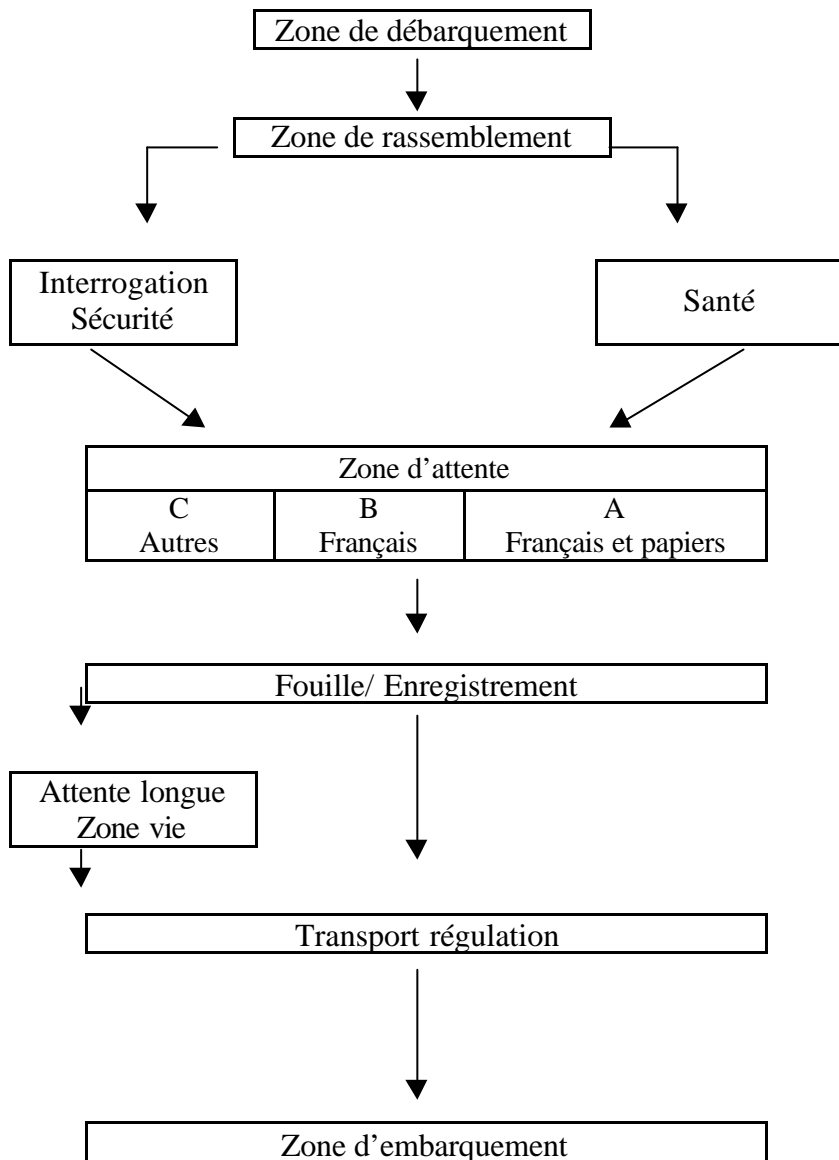 Zone de débarquement
Zone de rassemblement
Interrogation
Sécurité
Santé
Zone d'attente
C
Autres
B
Français
A
Français et papiers
Fouille/ Enregistrement
Attente longue
Zone vie
Transport régulation
Zone d'embarquement